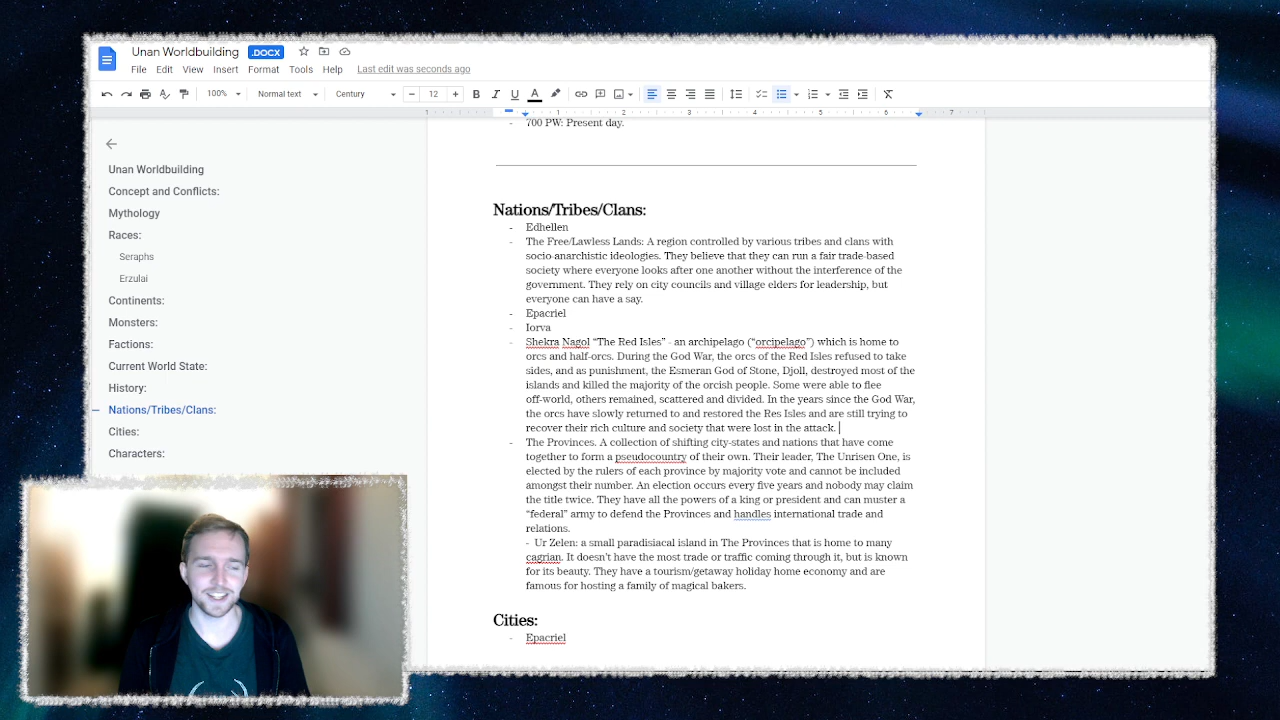 Unan Worldbuilding .DOCX
File Edit View Insert Format Tools Help Last edit was seconds ago
100% Normal text Century 12 B I U A
1 1 2 3 4 5 6 7
Unan Worldbuilding
Concept and Conflicts:
Mythology
Races:
Seraphs
Erzulai
Continents:
Monsters:
Factions:
Current World State:
History:
Nations/Tribes/Clans:
Cities:
Characters:
- 700 PW: Present day.
Nations/Tribes/Clans:
- Edhellen
- The Free/Lawless Lands: A region controlled by various tribes and clans with
socio-anarchistic ideologies. They believe that they can run a fair trade-based
society where everyone looks after one another without the interference of the
government. They rely on city councils and village elders for leadership, but
everyone can have a say.
- Epacriel
- Iorva
- Shekra Nagol “The Red Isles” - an archipelago (“orcipelago”) which is home to
orcs and half-orcs. During the God War, the orcs of the Red Isles refused to take
sides, and as punishment, the Esmeran God of Stone, Djoll, destroyed most of the
islands and killed the majority of the orcish people. Some were able to flee
off-world, others remained, scattered and divided. In the years since the God War,
the orcs have slowly returned to and restored the Res Isles and are still trying to
recover their rich culture and society that were lost in the attack.
- The Provinces. A collection of shifting city-states and nations that have come
together to form a pseudocountry of their own. Their leader, The Unrisen One, is
elected by the rulers of each province by majority vote and cannot be included
amongst their number. An election occurs every five years and nobody may claim
the title twice. They have all the powers of a king or president and can muster a
“federal” army to defend the Provinces and handles international trade and
relations.
- Ur Zelen: a small paradisiacal island in The Provinces that is home to many
cagrian. It doesn’t have the most trade or traffic coming through it, but is known
for its beauty. They have a tourism/getaway holiday home economy and are
famous for hosting a family of magical bakers.
Cities:
- Epacriel